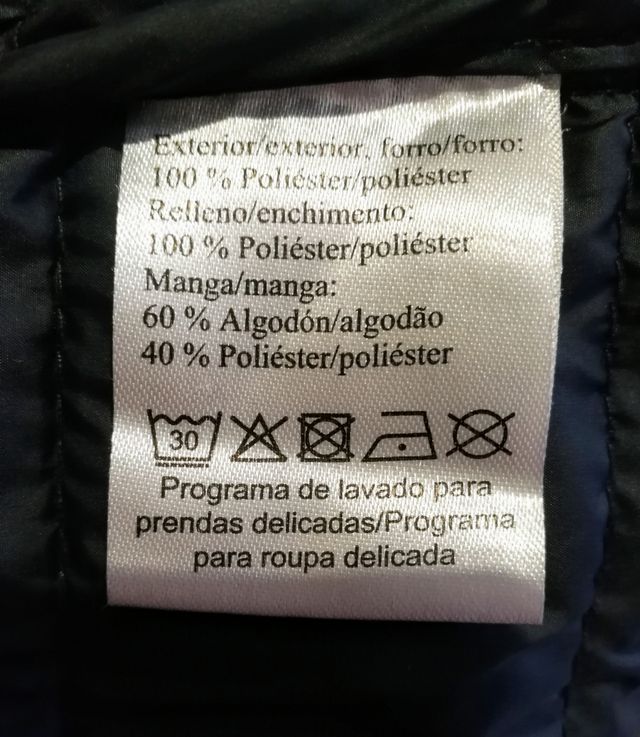 Exterior/exterior, forro/forro:
100 % Poliéster/poliéster
Relleno/enchimento:
100 % Poliéster/poliéster
Manga/manga:
60 % Algodón/algodão
40 % Poliéster/poliéster
30
Programa de lavado para
prendas delicadas/Programa
para roupa delicada